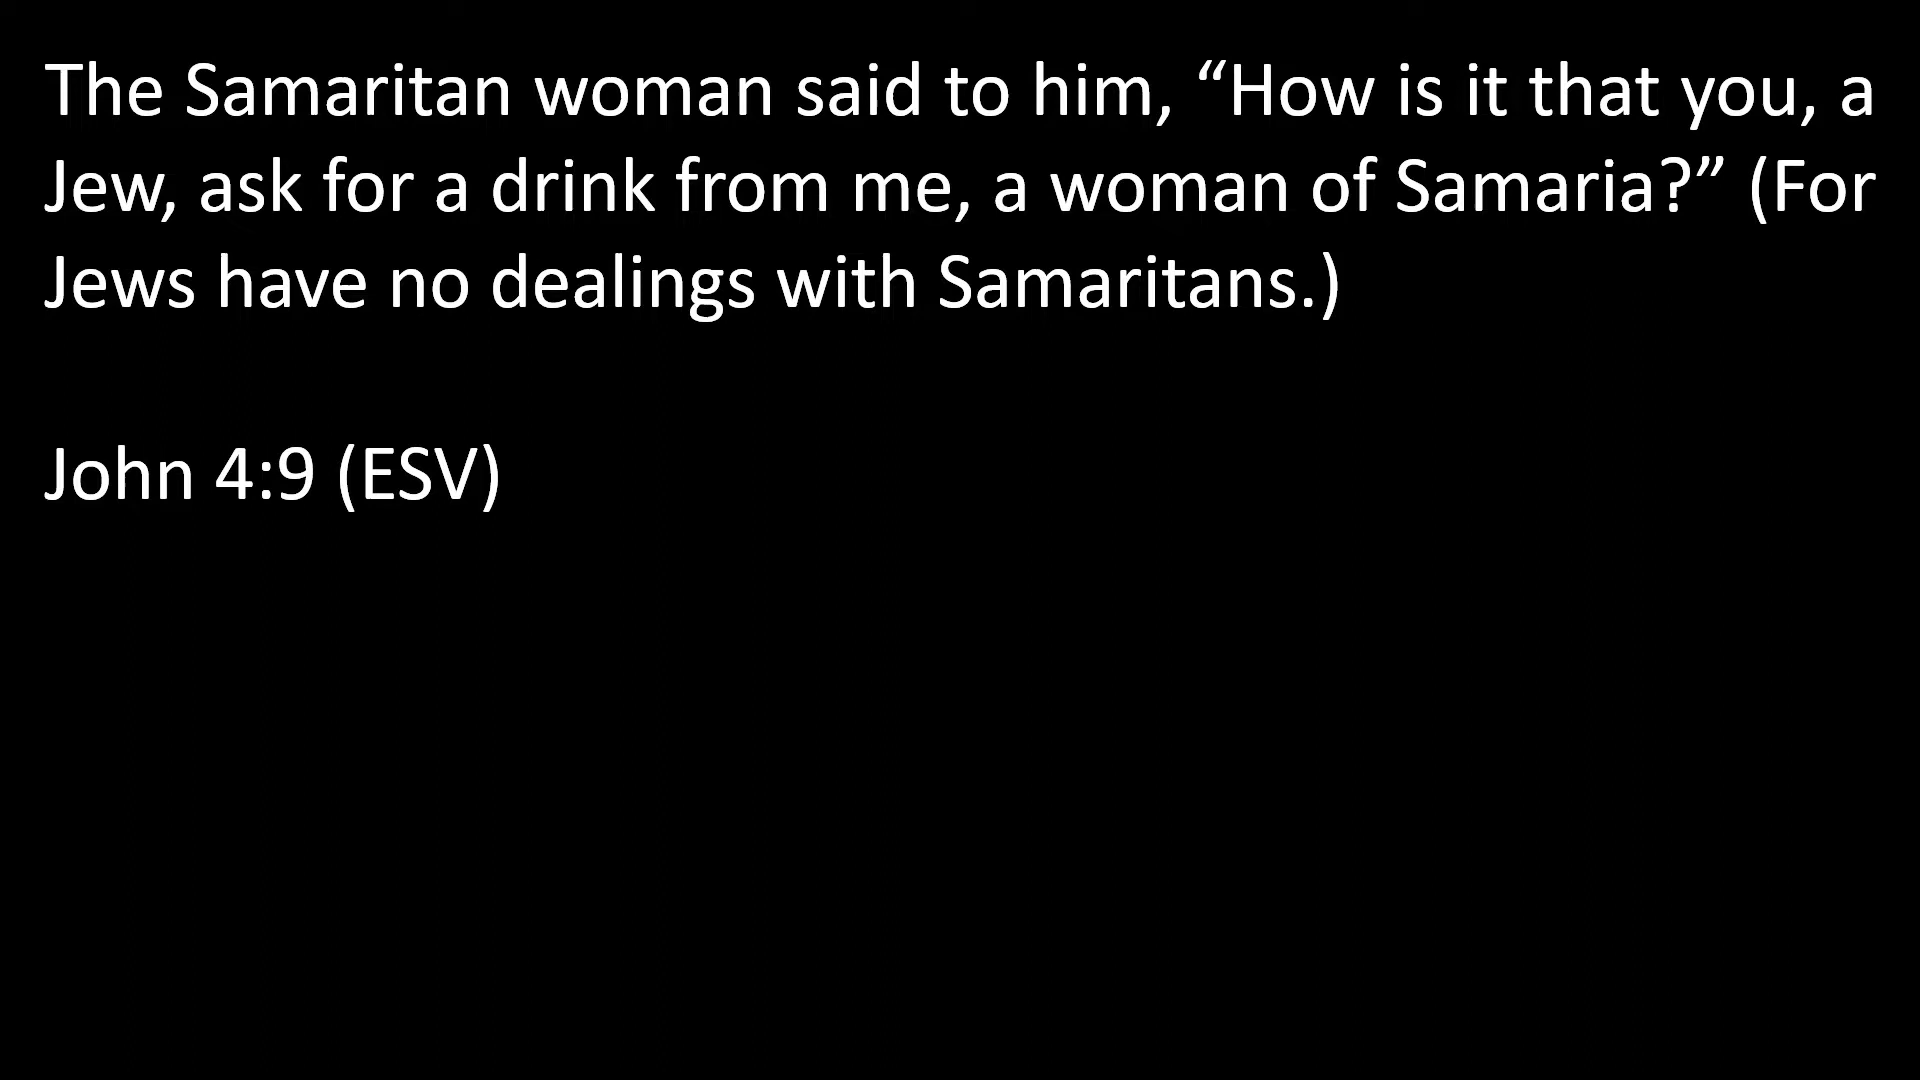 The Samaritan woman said to him, “How is it that you, a
Jew, ask for a drink from me, a woman of Samaria?” (For
Jews have no dealings with Samaritans.)
John 4:9 (ESV)